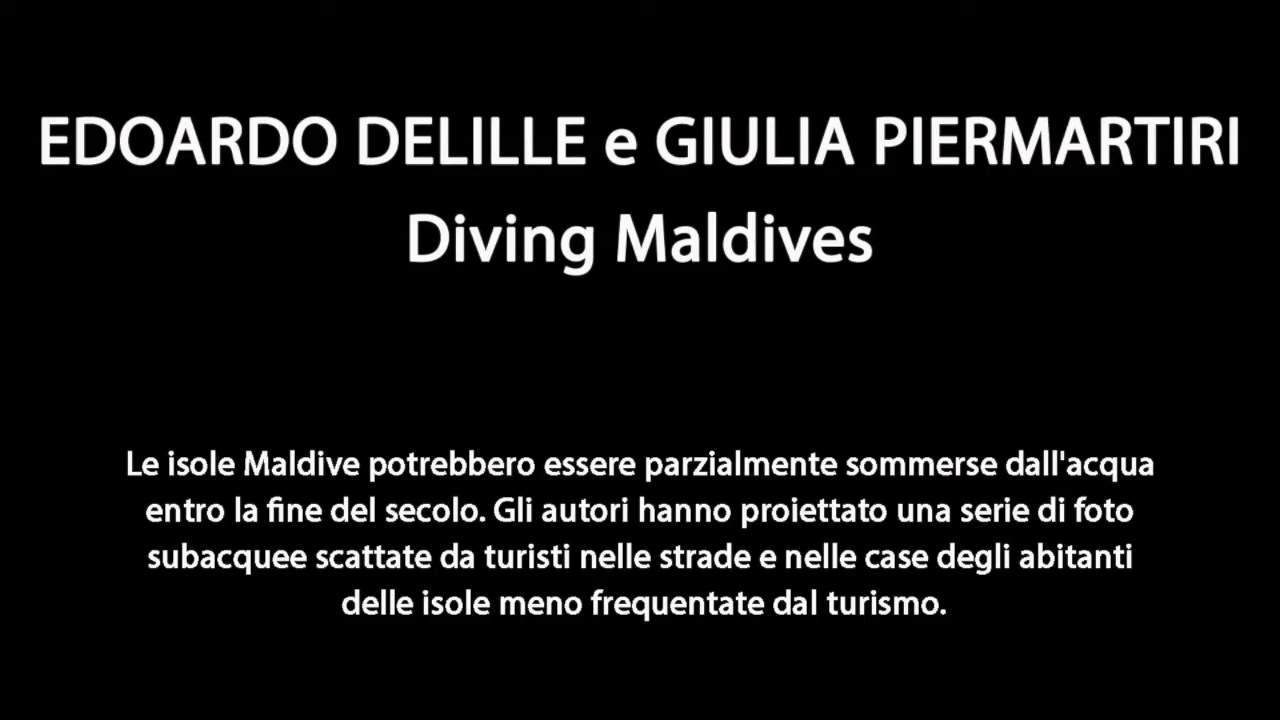 EDOARDO DELILLE e GIULIA PIERMARTIRI
Diving Maldives
Le isole Maldive potrebbero essere parzialmente sommerse dall'acqua
entro la fine del secolo. Gli autori hanno proiettato una serie di foto
subacquee scattate da turisti nelle strade e nelle case degli abitanti
delle isole meno frequentate dal turismo.